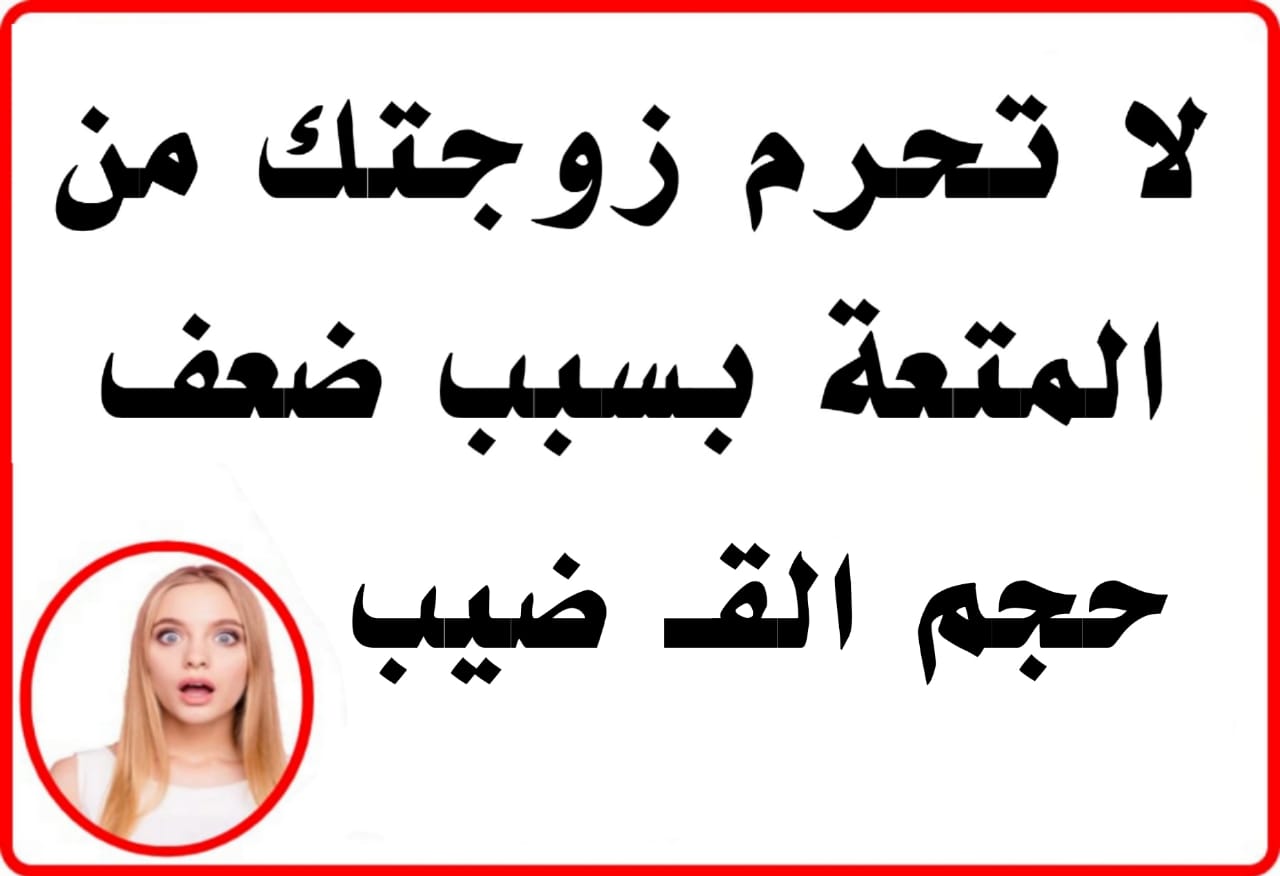 لا تحرم زوجتك من
المتعة بسبب ضعف
حجم القـ ضيب